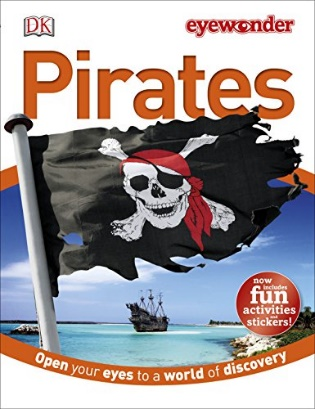 DK
eyewonder
Pirates
now
includes
fun
activities
and
stickers!
Open your eyes to a world of discovery